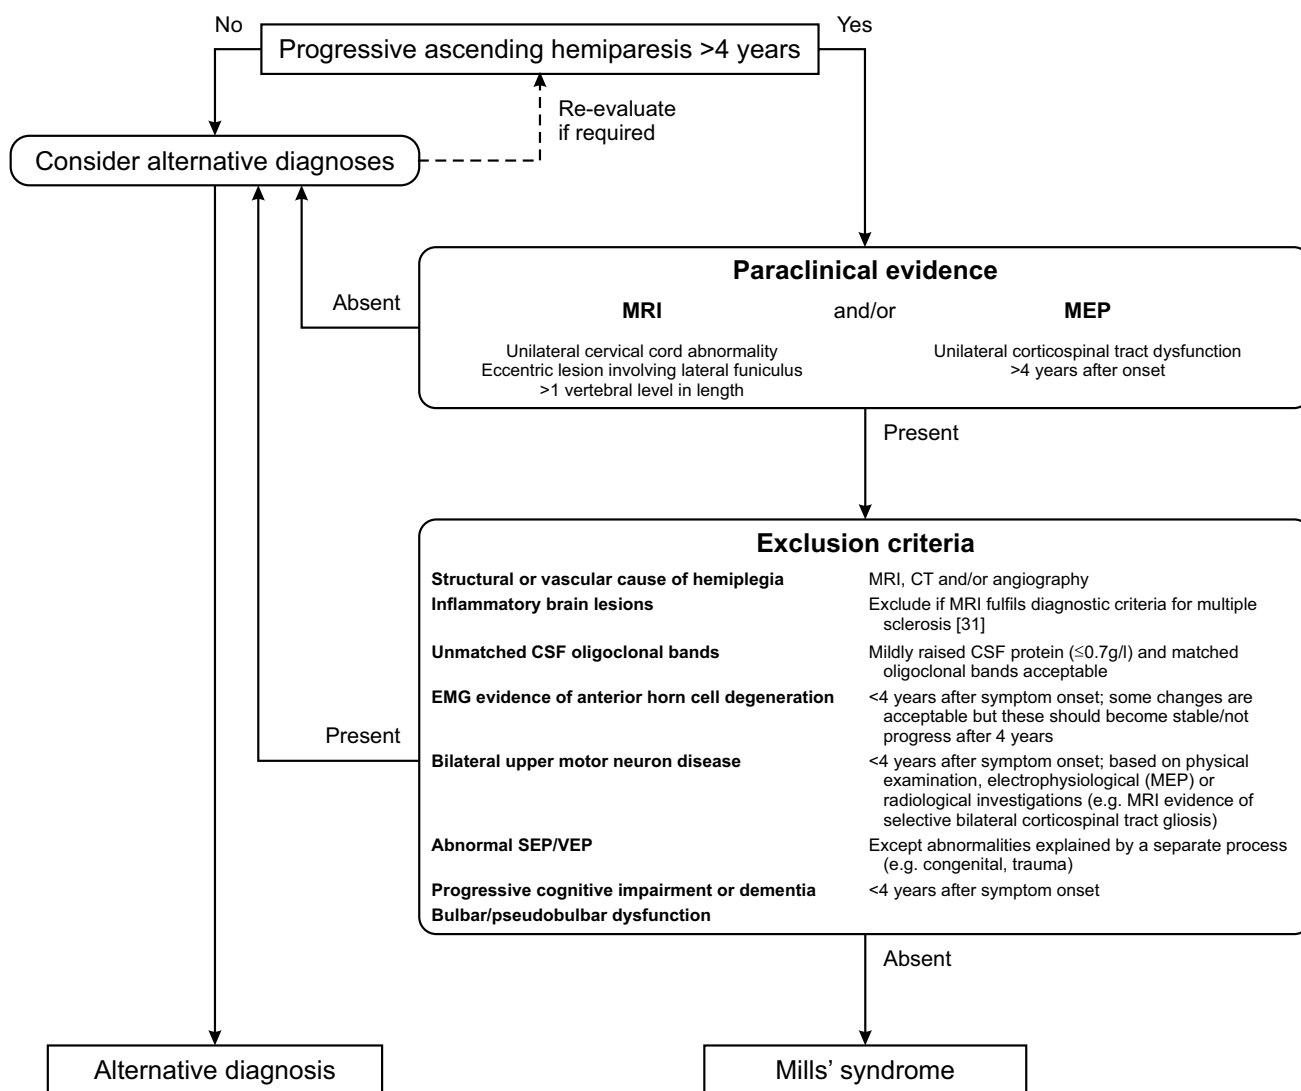 No
Progressive ascending hemiparesis >4 years
Yes
Re-evaluate
if required
Consider alternative diagnoses
Paraclinical evidence
Absent
MRI and/or MEP
Unilateral cervical cord abnormality
Eccentric lesion involving lateral funiculus
>1 vertebral level in length
Unilateral corticospinal tract dysfunction
>4 years after onset
Present
Exclusion criteria
Structural or vascular cause of hemiplegia MRI, CT and/or angiography
Inflammatory brain lesions Exclude if MRI fulfils diagnostic criteria for multiple
sclerosis [31]
Unmatched CSF oligoclonal bands Mildly raised CSF protein (≤0.7g/l) and matched
oligoclonal bands acceptable
EMG evidence of anterior horn cell degeneration <4 years after symptom onset; some changes are
acceptable but these should become stable/not
progress after 4 years
Present
Bilateral upper motor neuron disease <4 years after symptom onset; based on physical
examination, electrophysiological (MEP) or
radiological investigations (e.g. MRI evidence of
selective bilateral corticospinal tract gliosis)
Abnormal SEP/VEP Except abnormalities explained by a separate process
(e.g. congenital, trauma)
Progressive cognitive impairment or dementia <4 years after symptom onset
Bulbar/pseudobulbar dysfunction
Absent
Alternative diagnosis
Mills' syndrome